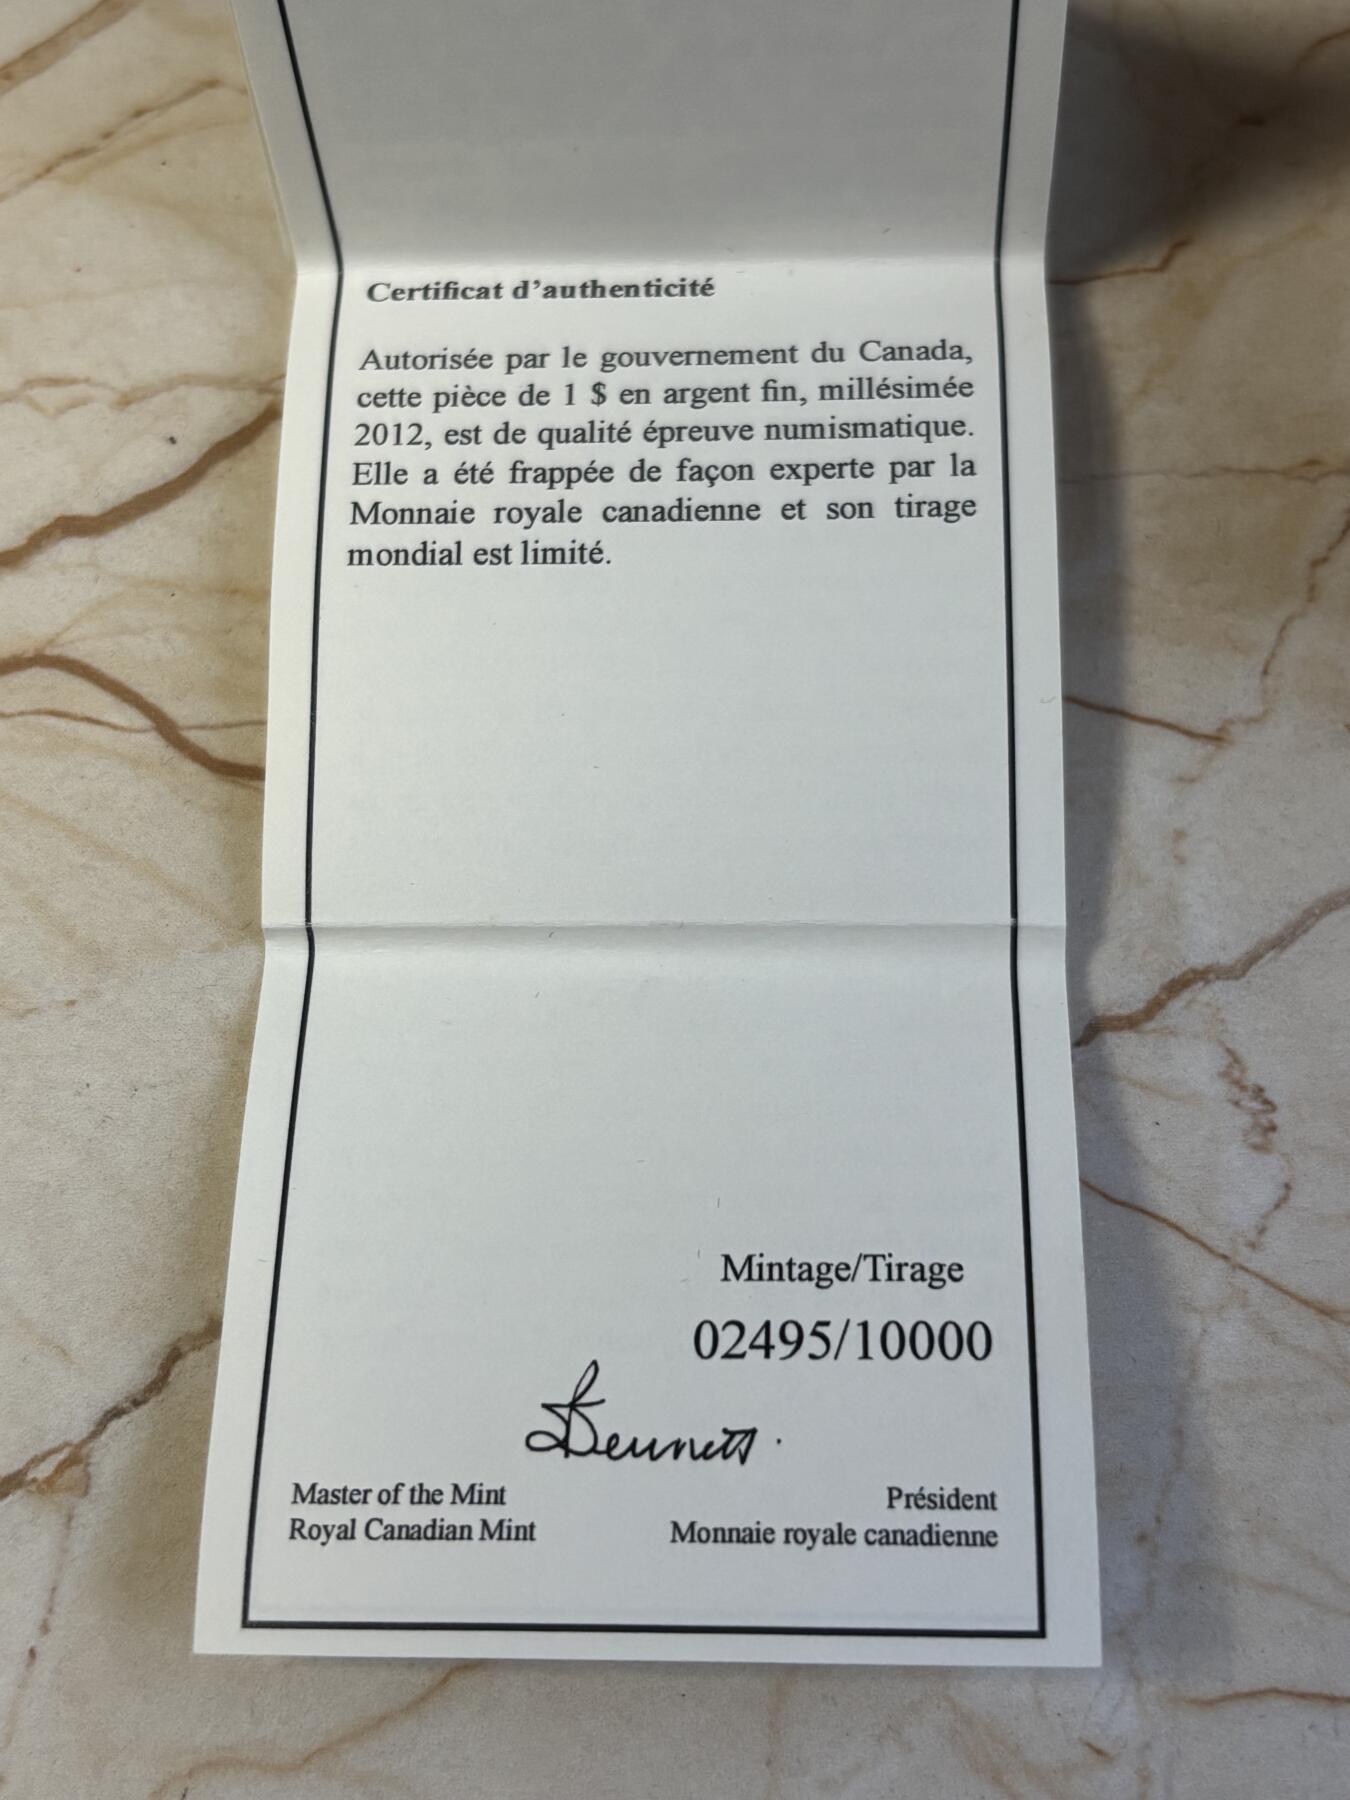 Certificat d’authenticité
Autorisée par le gouvernement du Canada,
cette pièce de 1 $ en argent fin, millésimée
2012, est de qualité épreuve numismatique.
Elle a été frappée de façon experte par la
Monnaie royale canadienne et son tirage
mondial est limité.
Mintage/Tirage
02495/10000
Bennett
Master of the Mint
Royal Canadian Mint
Président
Monnaie royale canadienne